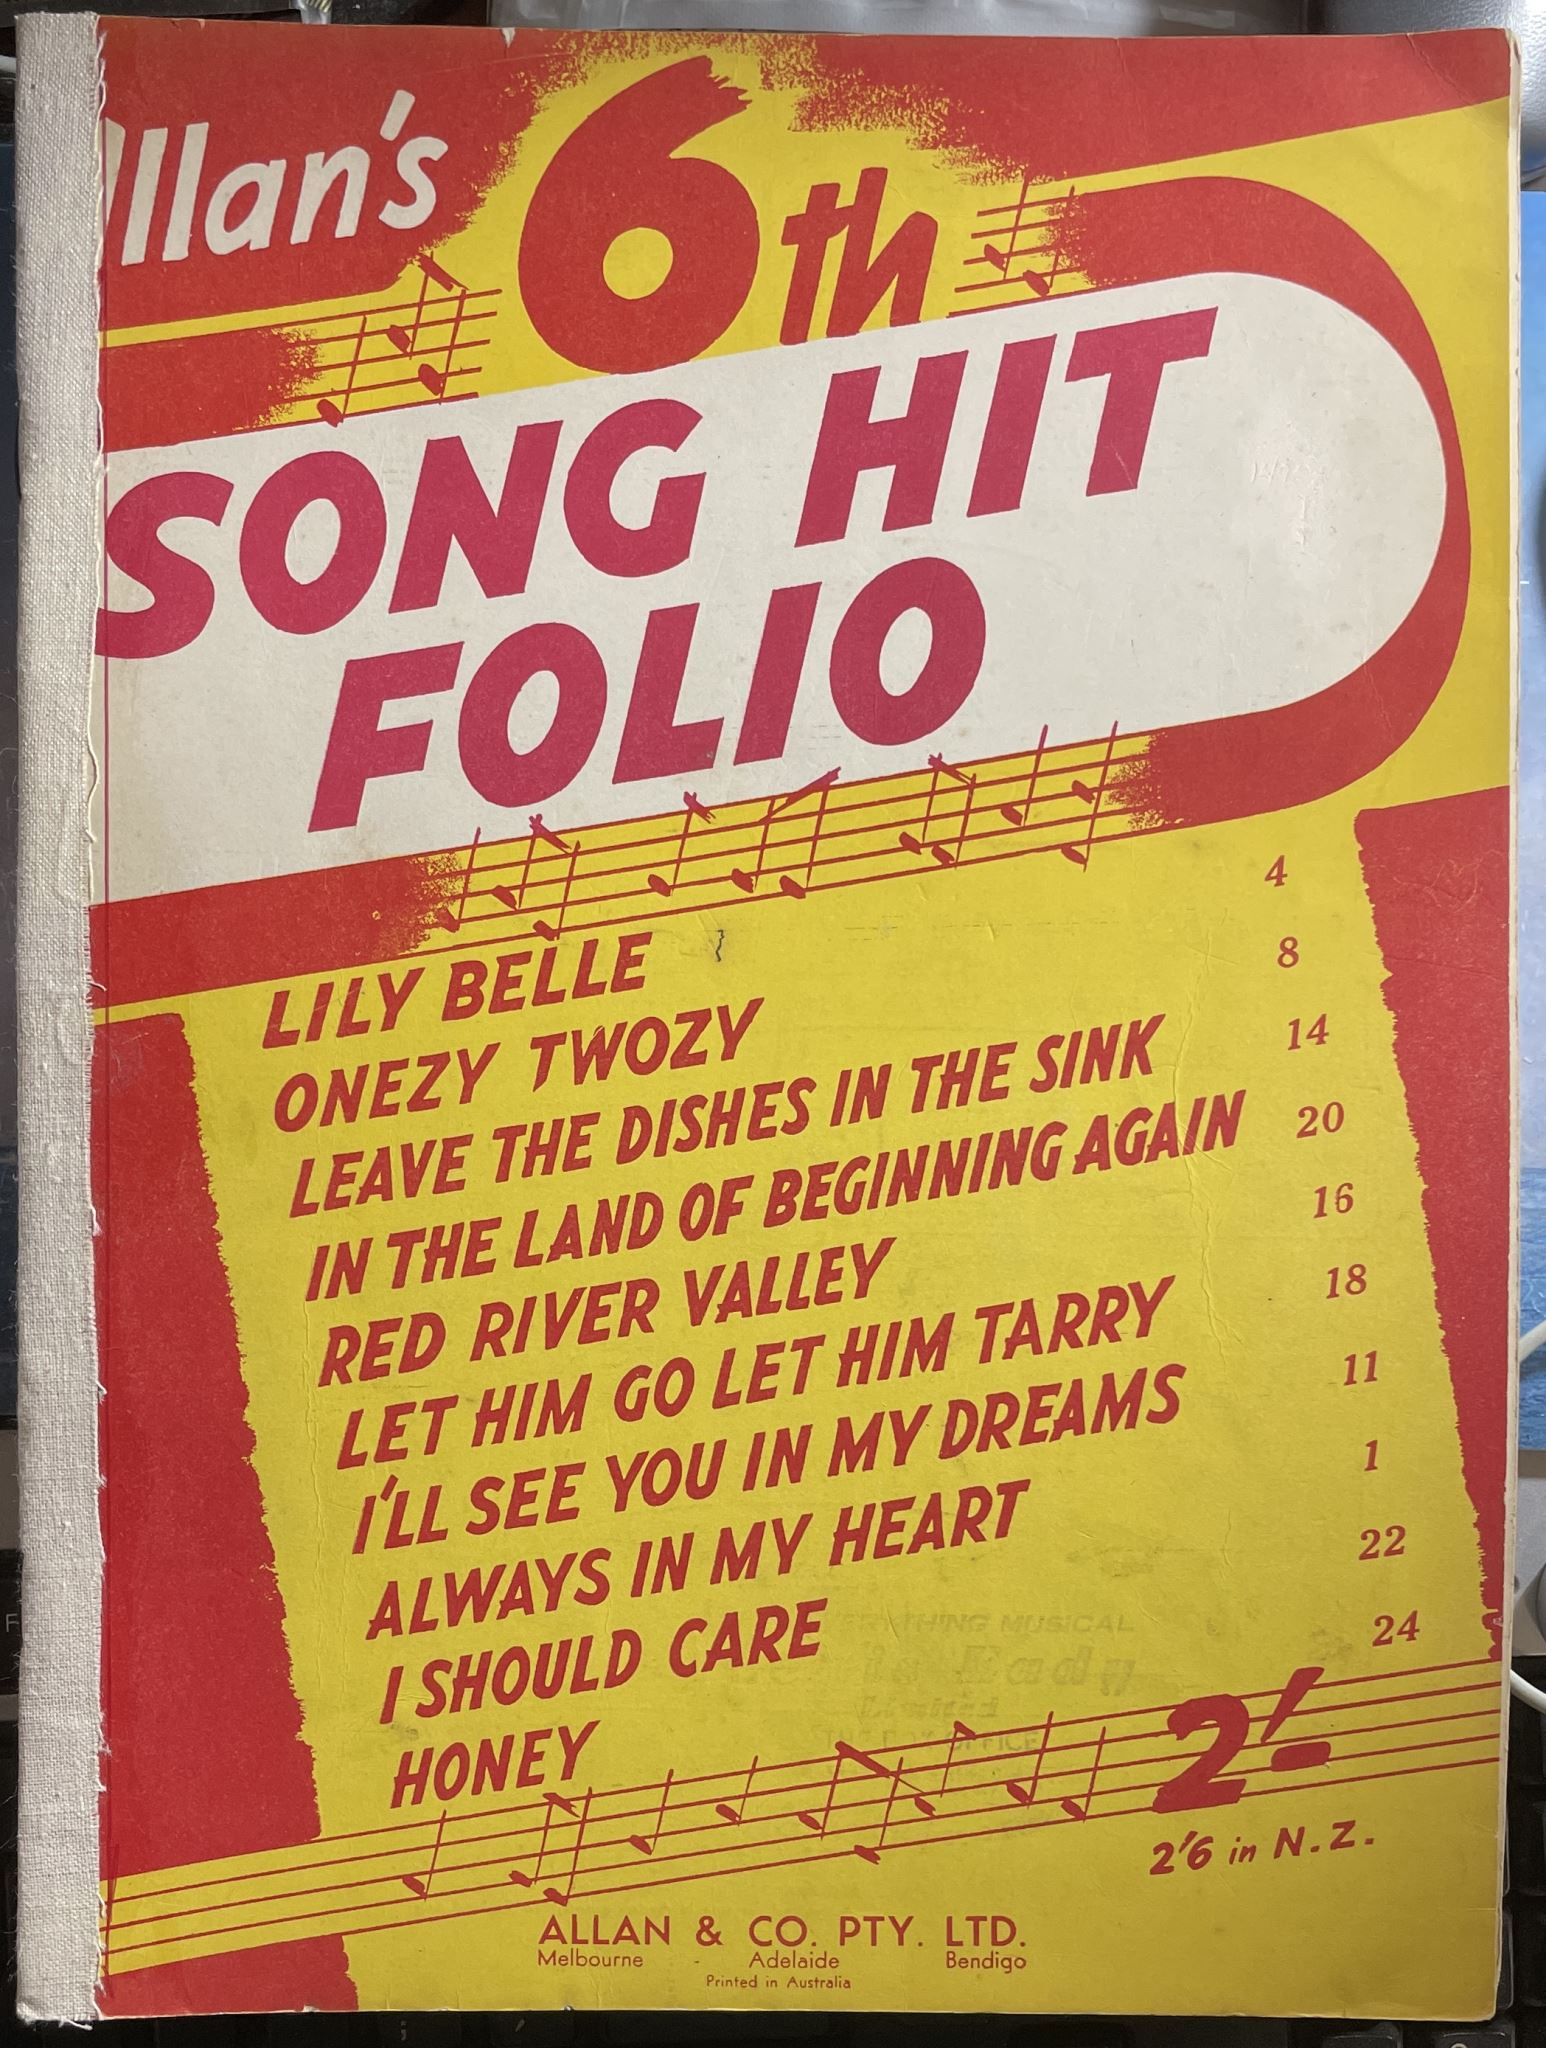 Allan's 6th
SONG HIT
FOLIO
LILY BELLE 4
ONEZY TWOZY 8
LEAVE THE DISHES IN THE SINK 14
IN THE LAND OF BEGINNING AGAIN 20
RED RIVER VALLEY 16
LET HIM GO LET HIM TARRY 18
I'LL SEE YOU IN MY DREAMS 11
ALWAYS IN MY HEART 1
I SHOULD CARE 22
HONEY 24
MUSICAL
Limited
2'-
2'6 in N.Z.
ALLAN & CO. PTY. LTD.
Melbourne - Adelaide Bendigo
Printed in Australia